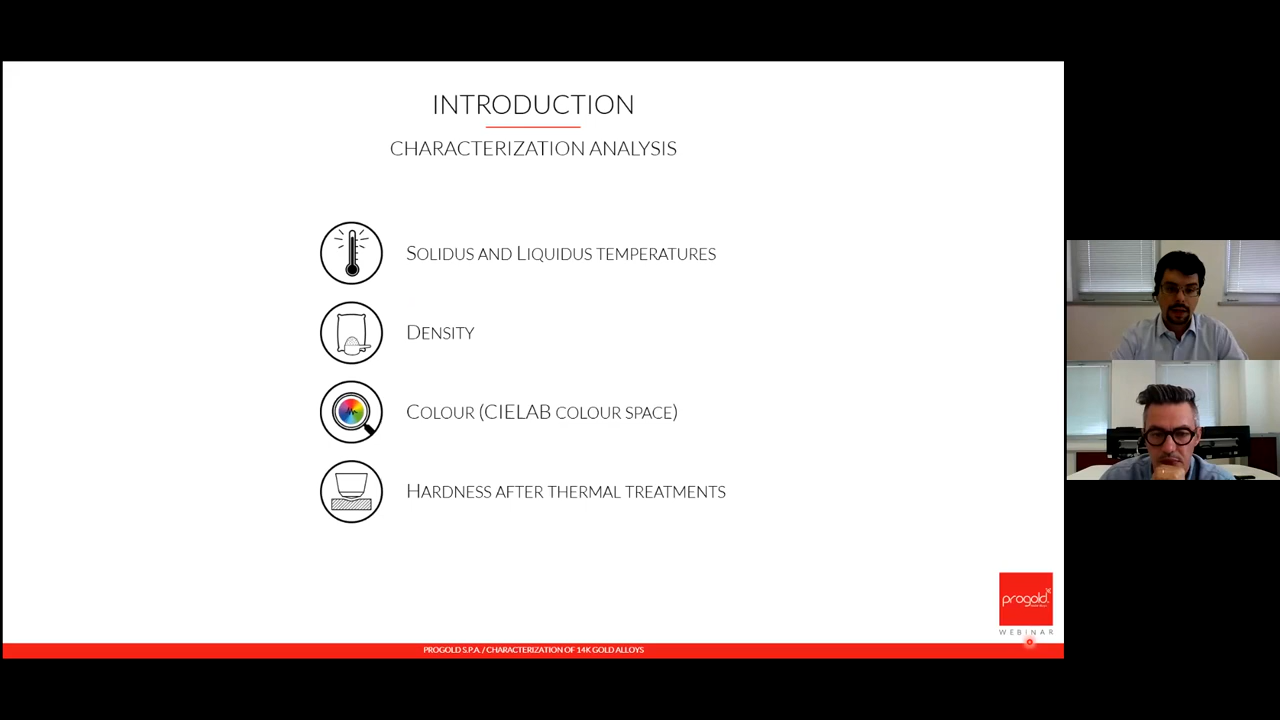 INTRODUCTION
CHARACTERIZATION ANALYSIS
SOLIDUS AND LIQUIDUS TEMPERATURES
DENSITY
COLOUR (CIELAB COLOUR SPACE)
HARDNESS AFTER THERMAL TREATMENTS
progold.
WEBINAR
PROGOLD S.P.A. / CHARACTERIZATION OF 14K GOLD ALLOYS